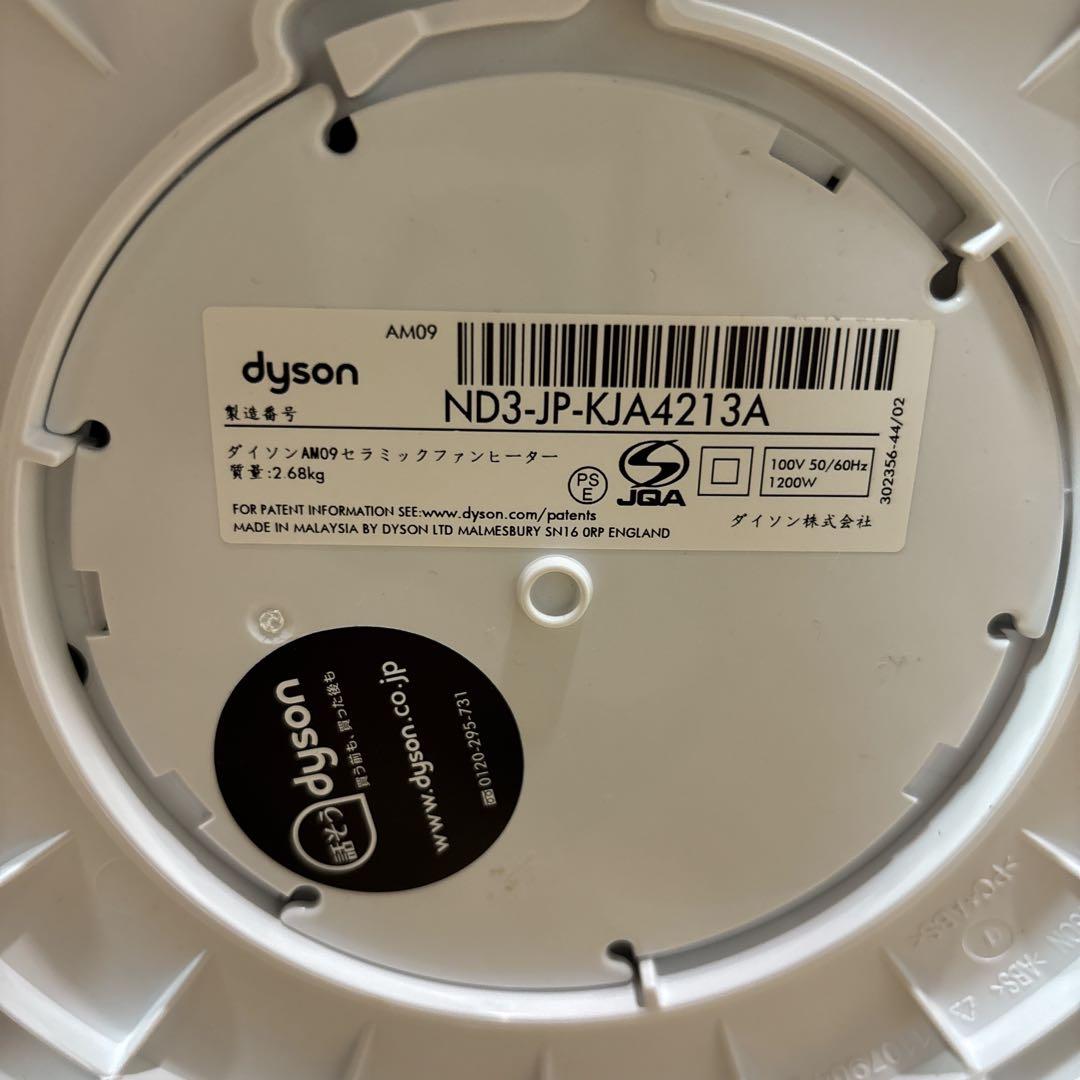 AM09
dyson
製造番号 ND3-JP-KJA4213A
ダイソンAM09セラミックファンヒーター
質量:2.68kg
PS
E
JQA
100V 50/60Hz
1200W
302356-44/02
FOR PATENT INFORMATION SEE:www.dyson.com/patents
MADE IN MALAYSIA BY DYSON LTD MALMESBURY SN16 0RP ENGLAND
ダイソン株式会社
話そう dyson
買う前も、買った後も
www.dyson.co.jp
0120-295-731
>PC+ABS<
>ABS<